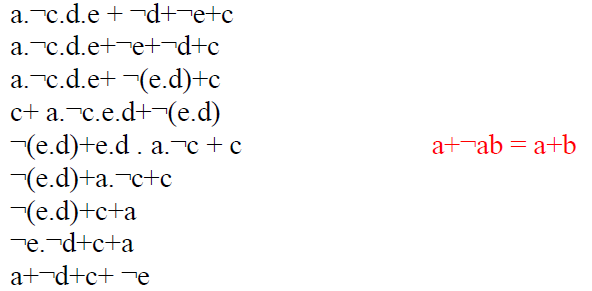 a.¬c.d.e + ¬d+¬e+c
a.¬c.d.e+¬e+¬d+c
a.¬c.d.e+ ¬(e.d)+c
c+ a.¬c.e.d+¬(e.d)
¬(e.d)+e.d . a.¬c + c a+¬ab = a+b
¬(e.d)+a.¬c+c
¬(e.d)+c+a
¬e.¬d+c+a
a+¬d+c+ ¬e